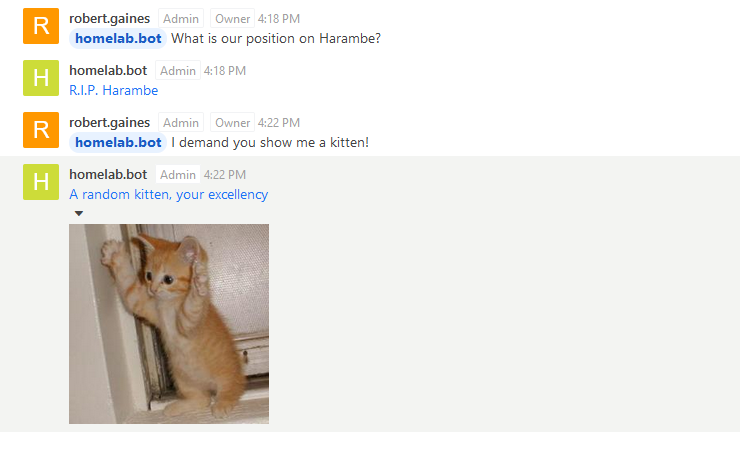 R
robert.gaines Admin Owner 4:18 PM
homelab.bot What is our position on Harambe?
H
homelab.bot Admin 4:18 PM
R.I.P. Harambe
R
robert.gaines Admin Owner 4:22 PM
homelab.bot I demand you show me a kitten!
H
homelab.bot Admin 4:22 PM
A random kitten, your excellency